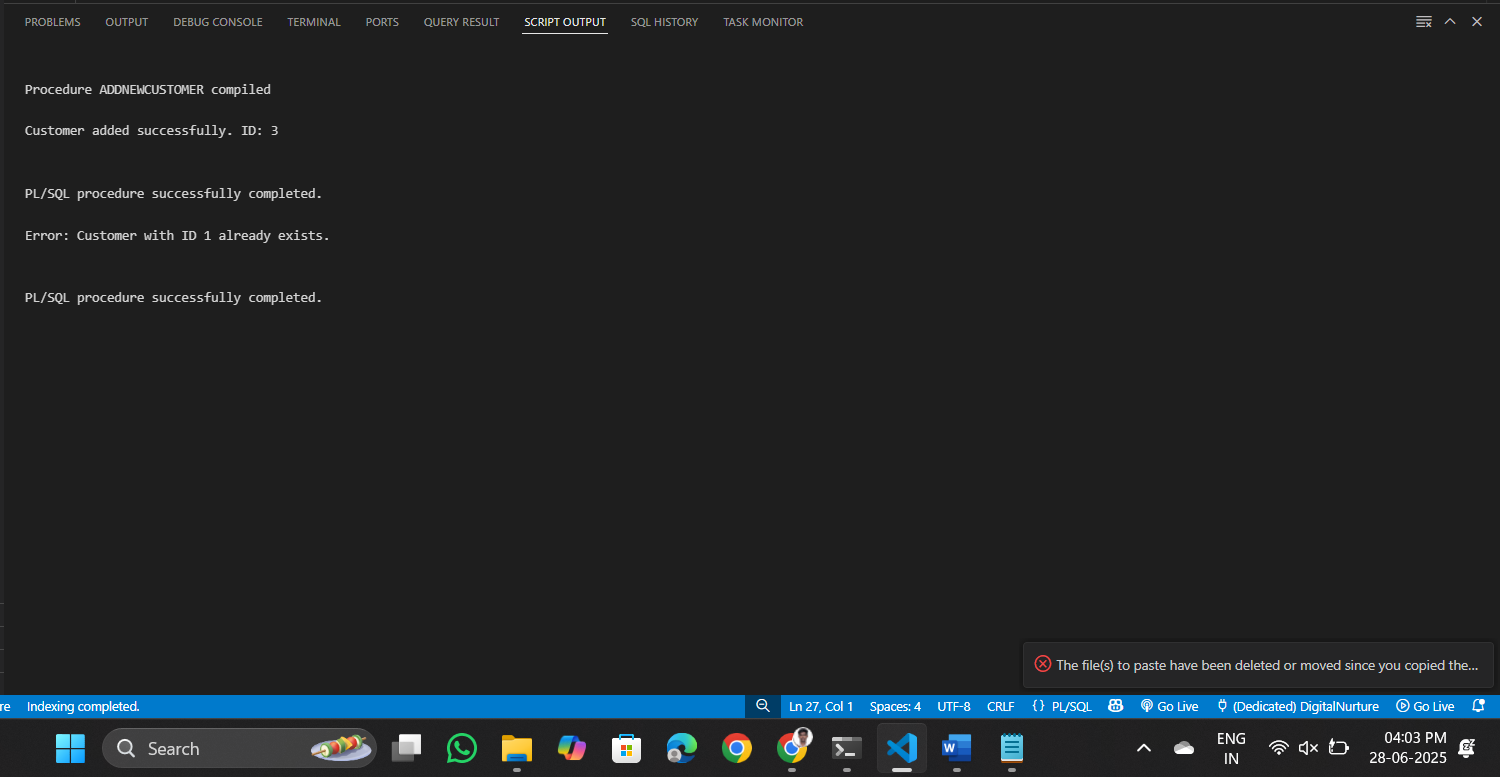 PROBLEMS OUTPUT DEBUG CONSOLE TERMINAL PORTS QUERY RESULT SCRIPT OUTPUT SQL HISTORY TASK MONITOR
Procedure ADDNEWCUSTOMER compiled
Customer added successfully. ID: 3
PL/SQL procedure successfully completed.
Error: Customer with ID 1 already exists.
PL/SQL procedure successfully completed.
The file(s) to paste have been deleted or moved since you copied the...
re Indexing completed. Ln 27, Col 1 Spaces: 4 UTF-8 CRLF {} PL/SQL Go Live (Dedicated) DigitalNurture Go Live
Search
ENG
IN
04:03 PM
28-06-2025